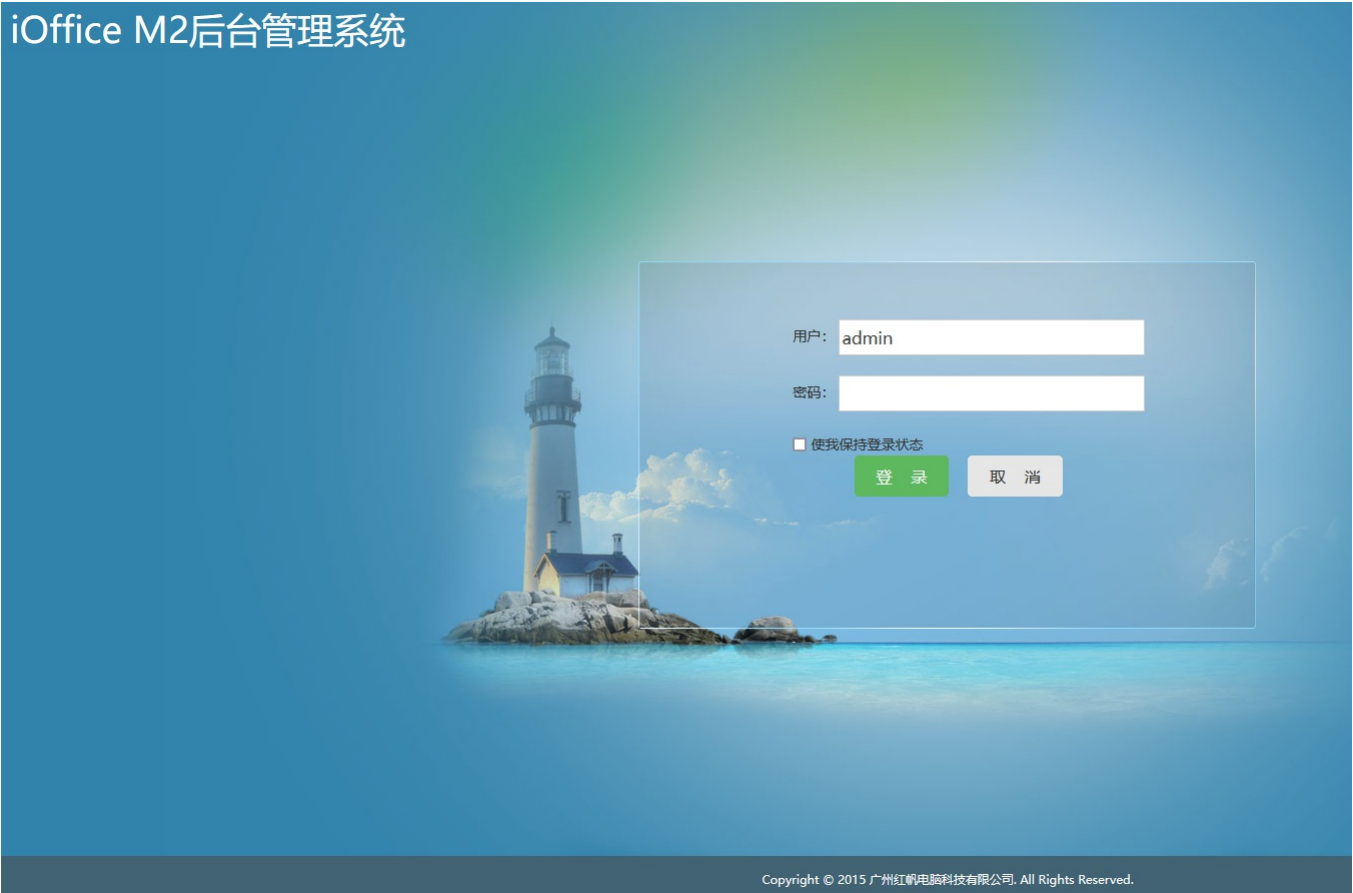 iOffice M2后台管理系统
用户： admin
密码：
使我保持登录状态
登 录 取 消
Copyright © 2015 广州红帆电脑科技有限公司. All Rights Reserved.